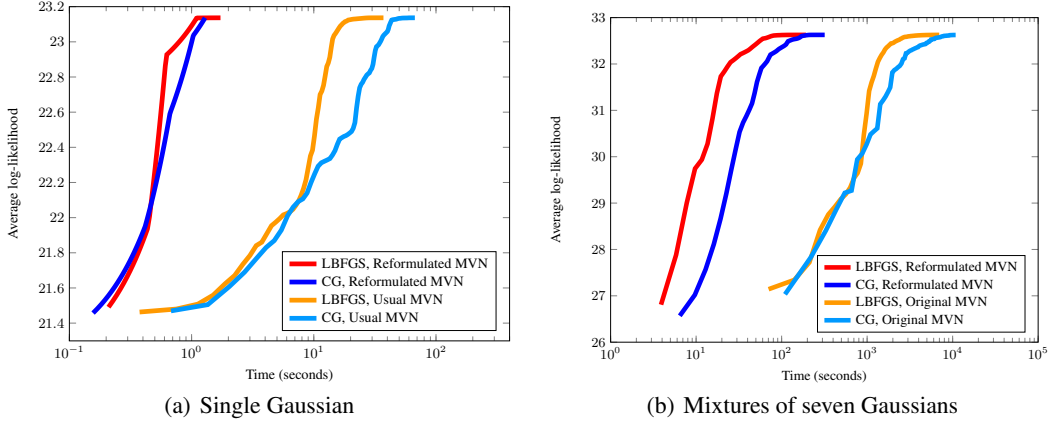 23.2
23
22.8
22.6
22.4
22.2
22
21.8
21.6
21.4
Average log-likelihood
LBFGS, Reformulated MVN
CG, Reformulated MVN
LBFGS, Usual MVN
CG, Usual MVN
10⁻¹ 10⁰ 10¹ 10²
Time (seconds)
(a) Single Gaussian
33
32
31
30
29
28
27
26
Average log-likelihood
LBFGS, Reformulated MVN
CG, Reformulated MVN
LBFGS, Original MVN
CG, Original MVN
10⁰ 10¹ 10² 10³ 10⁴ 10⁵
Time (seconds)
(b) Mixtures of seven Gaussians